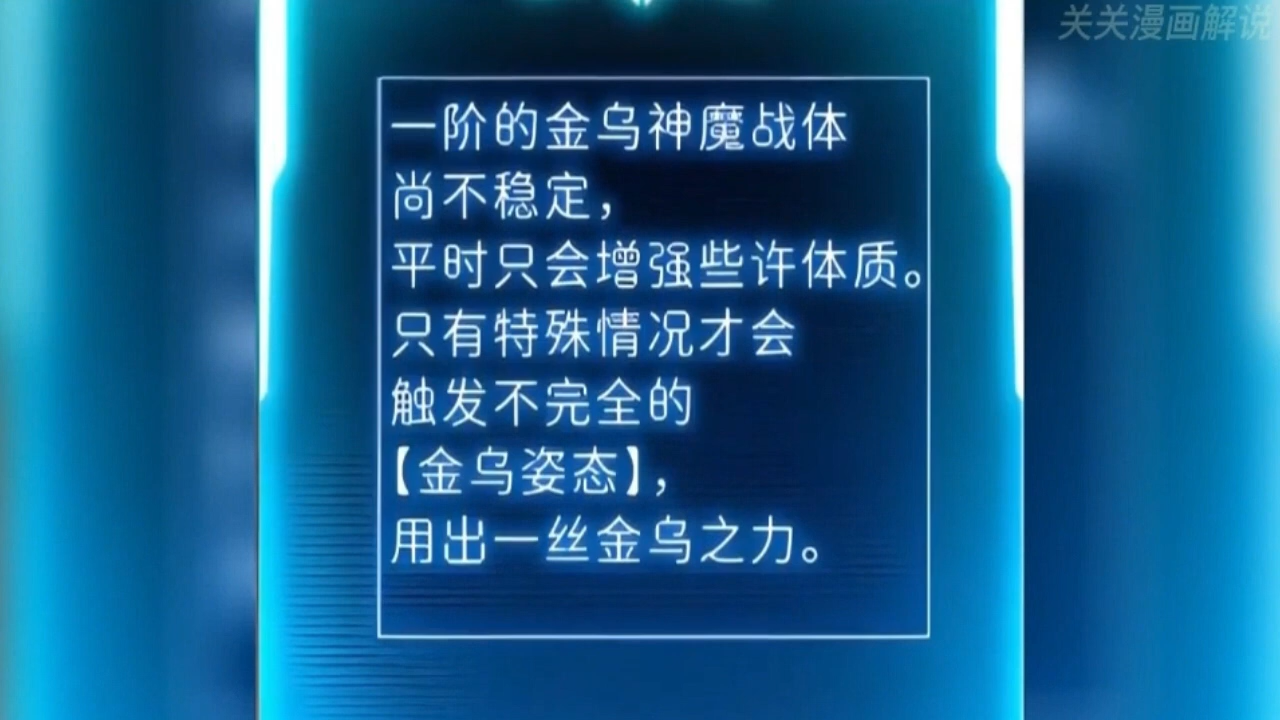 关关漫画解说
一阶的金乌神魔战体
尚不稳定，
平时只会增强些许体质。
只有特殊情况才会
触发不完全的
【金乌姿态】，
用出一丝金乌之力。